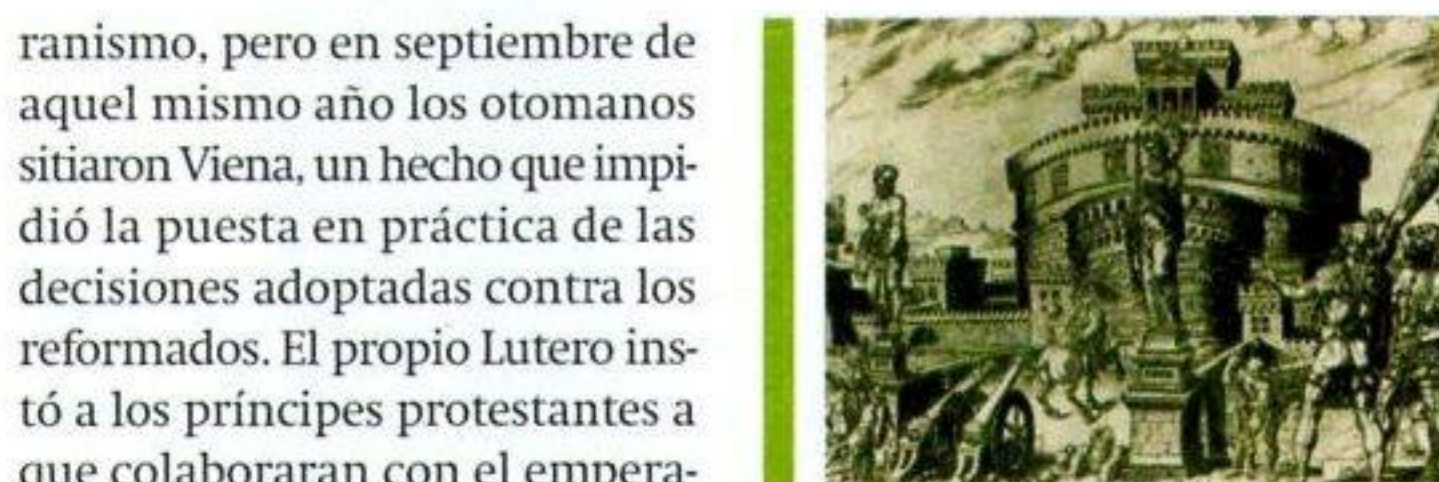 ranismo, pero en septiembre de
aquel mismo año los otomanos
sitiaron Viena, un hecho que impi-
dió la puesta en práctica de las
decisiones adoptadas contra los
reformados. El propio Lutero ins-
tó a los príncipes protestantes a
que colaboraran con el empera-